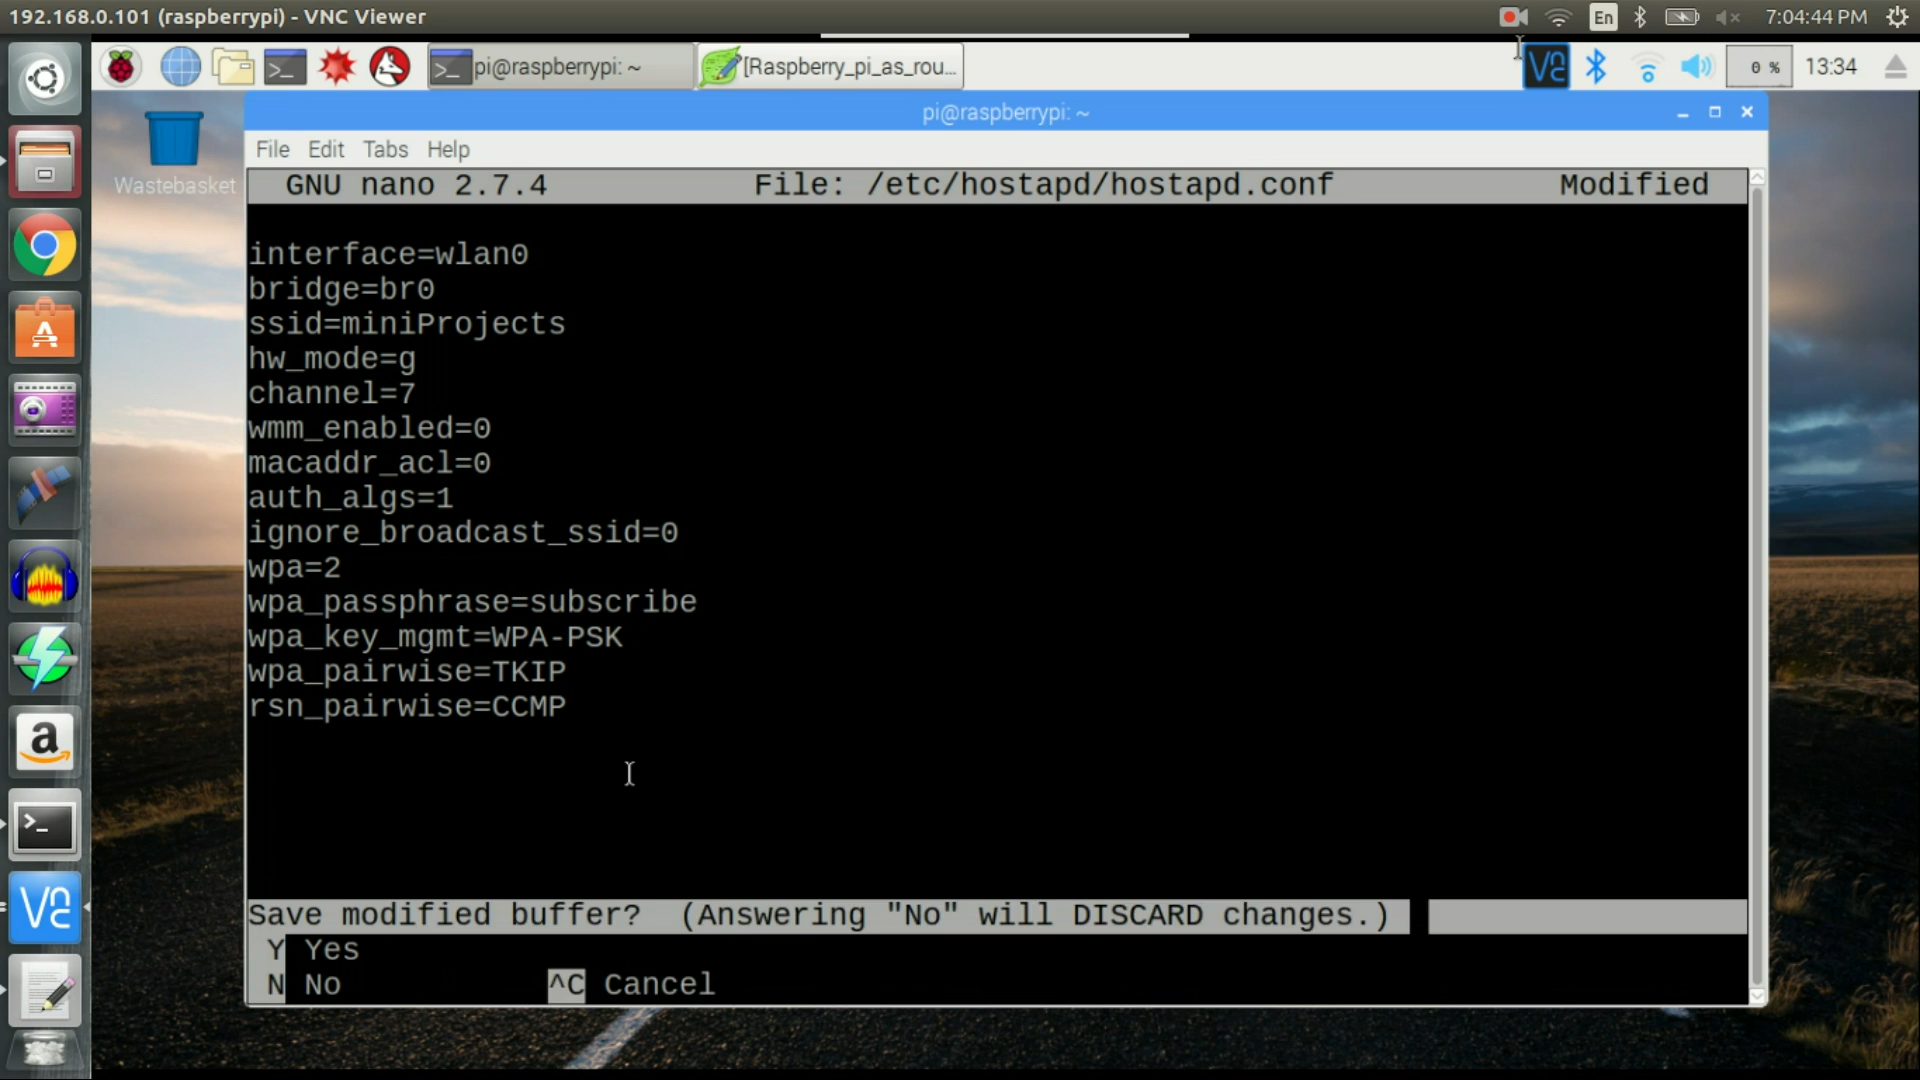 192.168.0.101 (raspberrypi) - VNC Viewer
En
7:04:44 PM
pi@raspberrypi: ~
[Raspberry_pi_as_rou...
0 %
13:34
Wastebasket
pi@raspberrypi: ~
File Edit Tabs Help
GNU nano 2.7.4 File: /etc/hostapd/hostapd.conf Modified
interface=wlan0
bridge=br0
ssid=miniProjects
hw_mode=g
channel=7
wmm_enabled=0
macaddr_acl=0
auth_algs=1
ignore_broadcast_ssid=0
wpa=2
wpa_passphrase=subscribe
wpa_key_mgmt=WPA-PSK
wpa_pairwise=TKIP
rsn_pairwise=CCMP
Save modified buffer? (Answering "No" will DISCARD changes.)
Y Yes
N No ^C Cancel